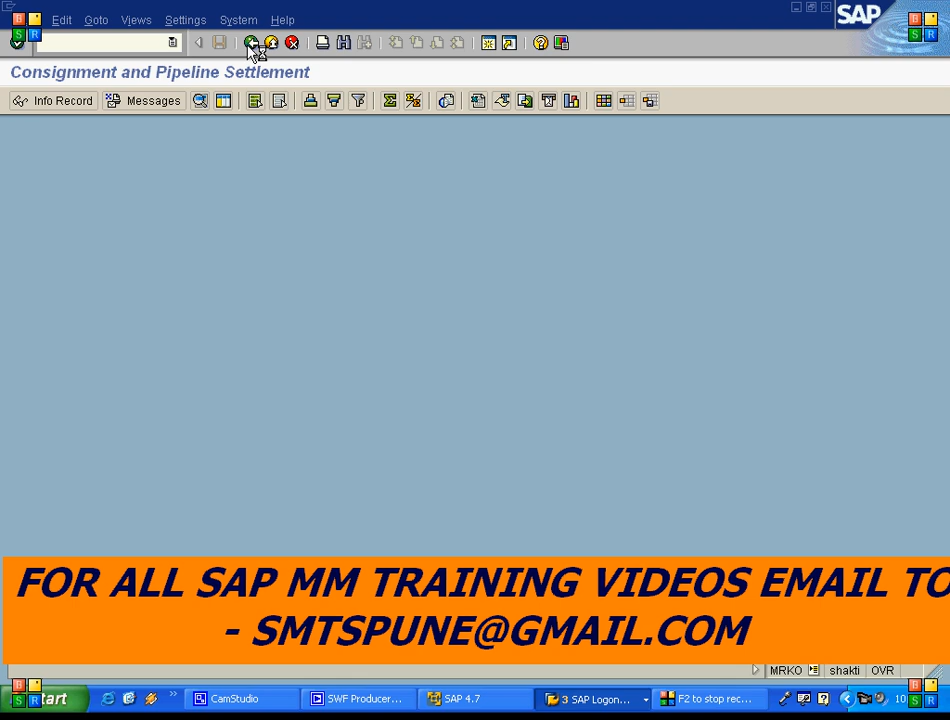 Edit Goto Views Settings System Help
SAP
Consignment and Pipeline Settlement
Info Record Messages
FOR ALL SAP MM TRAINING VIDEOS EMAIL TO
- SMTSPUNE@GMAIL.COM
MRKO shakti OVR
CamStudio SWF Producer... SAP 4.7 3 SAP Logon... F2 to stop rec... 10